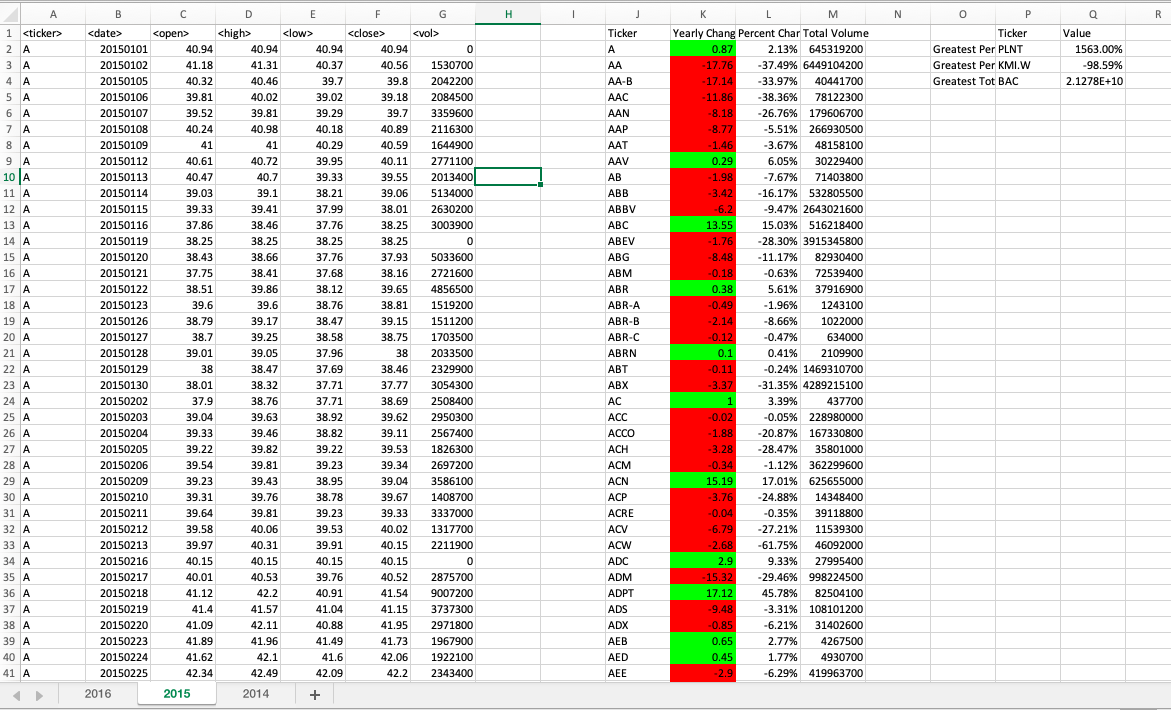 A B C D E F G H I J K L M N O P Q R
1 <ticker> <date> <open> <high> <low> <close> <vol> Ticker Yearly Chang Percent Char Total Volume Ticker Value
2 A 20150101 40.94 40.94 40.94 40.94 0 A 0.87 2.13% 645319200 Greatest Per PLNT 1563.00%
3 A 20150102 41.18 41.31 40.37 40.56 1530700 AA -17.76 -37.49% 6449104200 Greatest Per KMI.W -98.59%
4 A 20150105 40.32 40.46 39.7 39.8 2042200 AA-B -17.14 -33.97% 40441700 Greatest Tot BAC 2.1278E+10
5 A 20150106 39.81 40.02 39.02 39.18 2084500 AAC -11.86 -38.36% 78122300
6 A 20150107 39.52 39.81 39.29 39.7 3359600 AAN -8.18 -26.76% 179606700
7 A 20150108 40.24 40.98 40.18 40.89 2116300 AAP -8.77 -5.51% 266930500
8 A 20150109 41 41 40.29 40.59 1644900 AAT -1.46 -3.67% 48158100
9 A 20150112 40.61 40.72 39.95 40.11 2771100 AAV 0.29 6.05% 30229400
10 A 20150113 40.47 40.7 39.33 39.55 2013400 AB -1.98 -7.67% 71403800
11 A 20150114 39.03 39.1 38.21 39.06 5134000 ABB -3.42 -16.17% 532805500
12 A 20150115 39.33 39.41 37.99 38.01 2630200 ABBV -6.2 -9.47% 2643021600
13 A 20150116 37.86 38.46 37.76 38.25 3003900 ABC 13.55 15.03% 516218400
14 A 20150119 38.25 38.25 38.25 38.25 0 ABEV -1.76 -28.30% 3915345800
15 A 20150120 38.43 38.66 37.76 37.93 5033600 ABG -8.48 -11.17% 82930400
16 A 20150121 37.75 38.41 37.68 38.16 2721600 ABM -0.18 -0.63% 72539400
17 A 20150122 38.51 39.86 38.12 39.65 4856500 ABR 0.38 5.61% 37916900
18 A 20150123 39.6 39.6 38.76 38.81 1519200 ABR-A -0.49 -1.96% 1243100
19 A 20150126 38.79 39.17 38.47 39.15 1511200 ABR-B -2.14 -8.66% 1022000
20 A 20150127 38.7 39.25 38.58 38.75 1703500 ABR-C -0.12 -0.47% 634000
21 A 20150128 39.01 39.05 37.96 38 2033500 ABRN 0.1 0.41% 2109900
22 A 20150129 38 38.47 37.69 38.46 2329900 ABT -0.11 -0.24% 1469310700
23 A 20150130 38.01 38.32 37.71 37.77 3054300 ABX -3.37 -31.35% 4289215100
24 A 20150202 37.9 38.76 37.71 38.69 2508400 AC 1 3.39% 437700
25 A 20150203 39.04 39.63 38.92 39.62 2950300 ACC -0.02 -0.05% 228980000
26 A 20150204 39.33 39.46 38.82 39.11 2567400 ACCO -1.88 -20.87% 167330800
27 A 20150205 39.22 39.82 39.22 39.53 1826300 ACH -3.28 -28.47% 35801000
28 A 20150206 39.54 39.81 39.23 39.34 2697200 ACM -0.34 -1.12% 362299600
29 A 20150209 39.23 39.43 38.95 39.04 3586100 ACN 15.19 17.01% 625655000
30 A 20150210 39.31 39.76 38.78 39.67 1408700 ACP -3.76 -24.88% 14348400
31 A 20150211 39.64 39.81 39.23 39.33 3337000 ACRE -0.04 -0.35% 39118800
32 A 20150212 39.58 40.06 39.53 40.02 1317700 ACV -6.79 -27.21% 11539300
33 A 20150213 39.97 40.31 39.91 40.15 2211900 ACW -2.68 -61.75% 46092000
34 A 20150216 40.15 40.15 40.15 40.15 0 ADC 2.9 9.33% 27995400
35 A 20150217 40.01 40.53 39.76 40.52 2875700 ADM -15.32 -29.46% 998224500
36 A 20150218 41.12 42.2 40.91 41.54 9007200 ADPT 17.12 45.78% 82504100
37 A 20150219 41.4 41.57 41.04 41.15 3737300 ADS -9.48 -3.31% 108101200
38 A 20150220 41.09 42.11 40.88 41.95 2971800 ADX -0.85 -6.21% 31402600
39 A 20150223 41.89 41.96 41.49 41.73 1967900 AEB 0.65 2.77% 4267500
40 A 20150224 41.62 42.1 41.6 42.06 1922100 AED 0.45 1.77% 4930700
41 A 20150225 42.34 42.49 42.09 42.2 2343400 AEE -2.9 -6.29% 419963700
2016 2015 2014 +